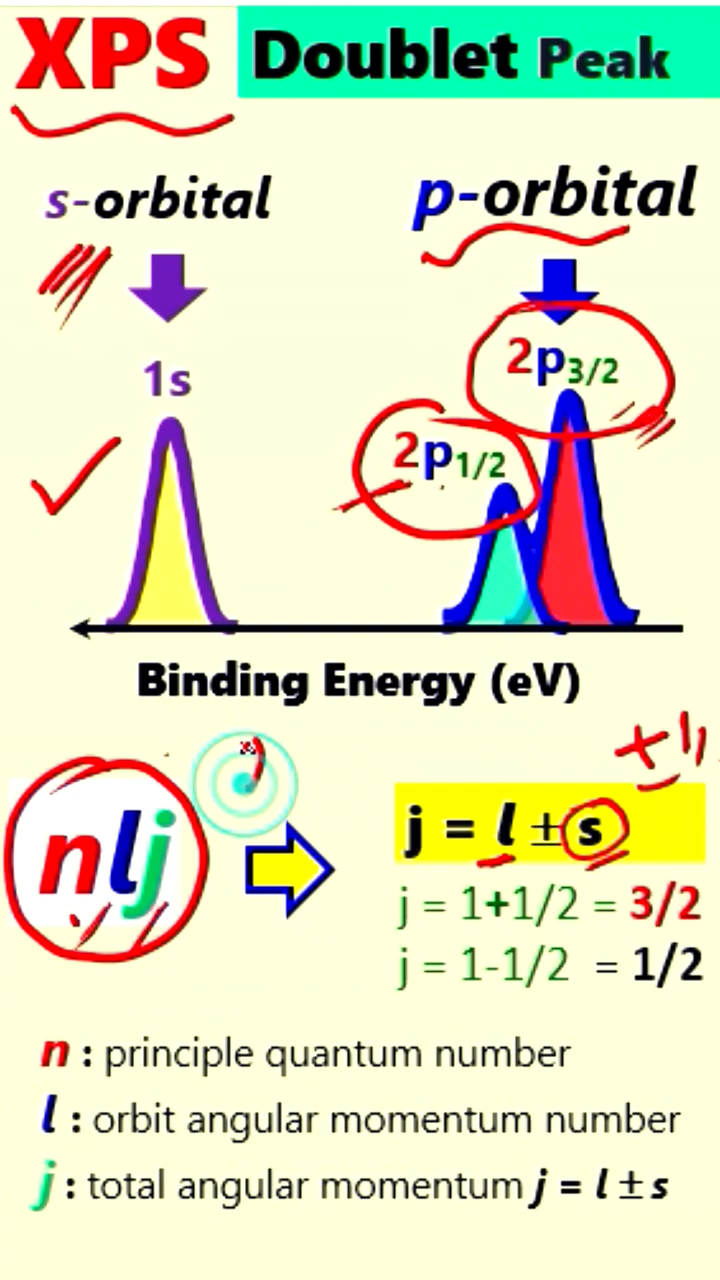 XPS Doublet Peak
s-orbital
p-orbital
1s
2p3/2
2p1/2
Binding Energy (eV)
nlj
j = l ± s
j = 1+1/2 = 3/2
j = 1-1/2 = 1/2
n : principle quantum number
l : orbit angular momentum number
j : total angular momentum j = l ± s